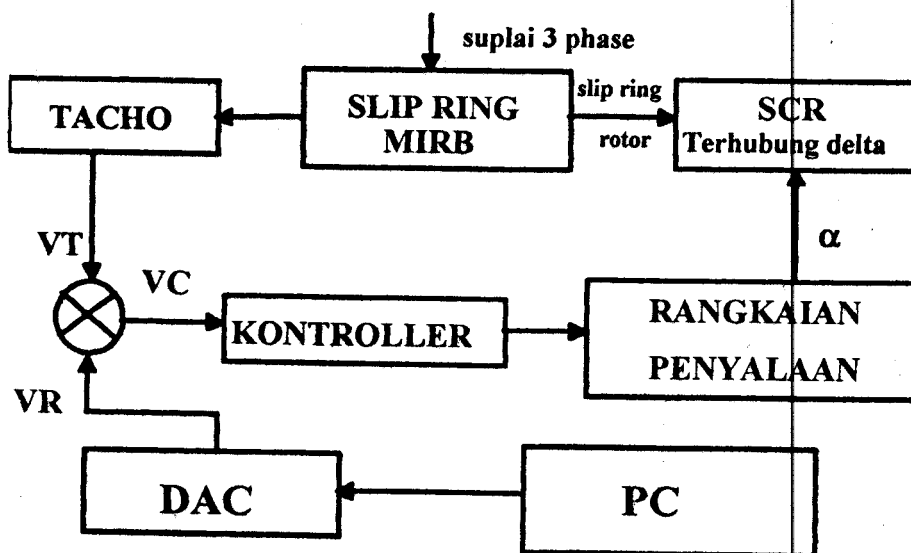 suplai 3 phase
TACHO
SLIP RING
MIRB
slip ring
rotor
SCR
Terhubung delta
VT
VC
α
KONTROLLER
RANGKAIAN
PENYALAAN
VR
DAC
PC